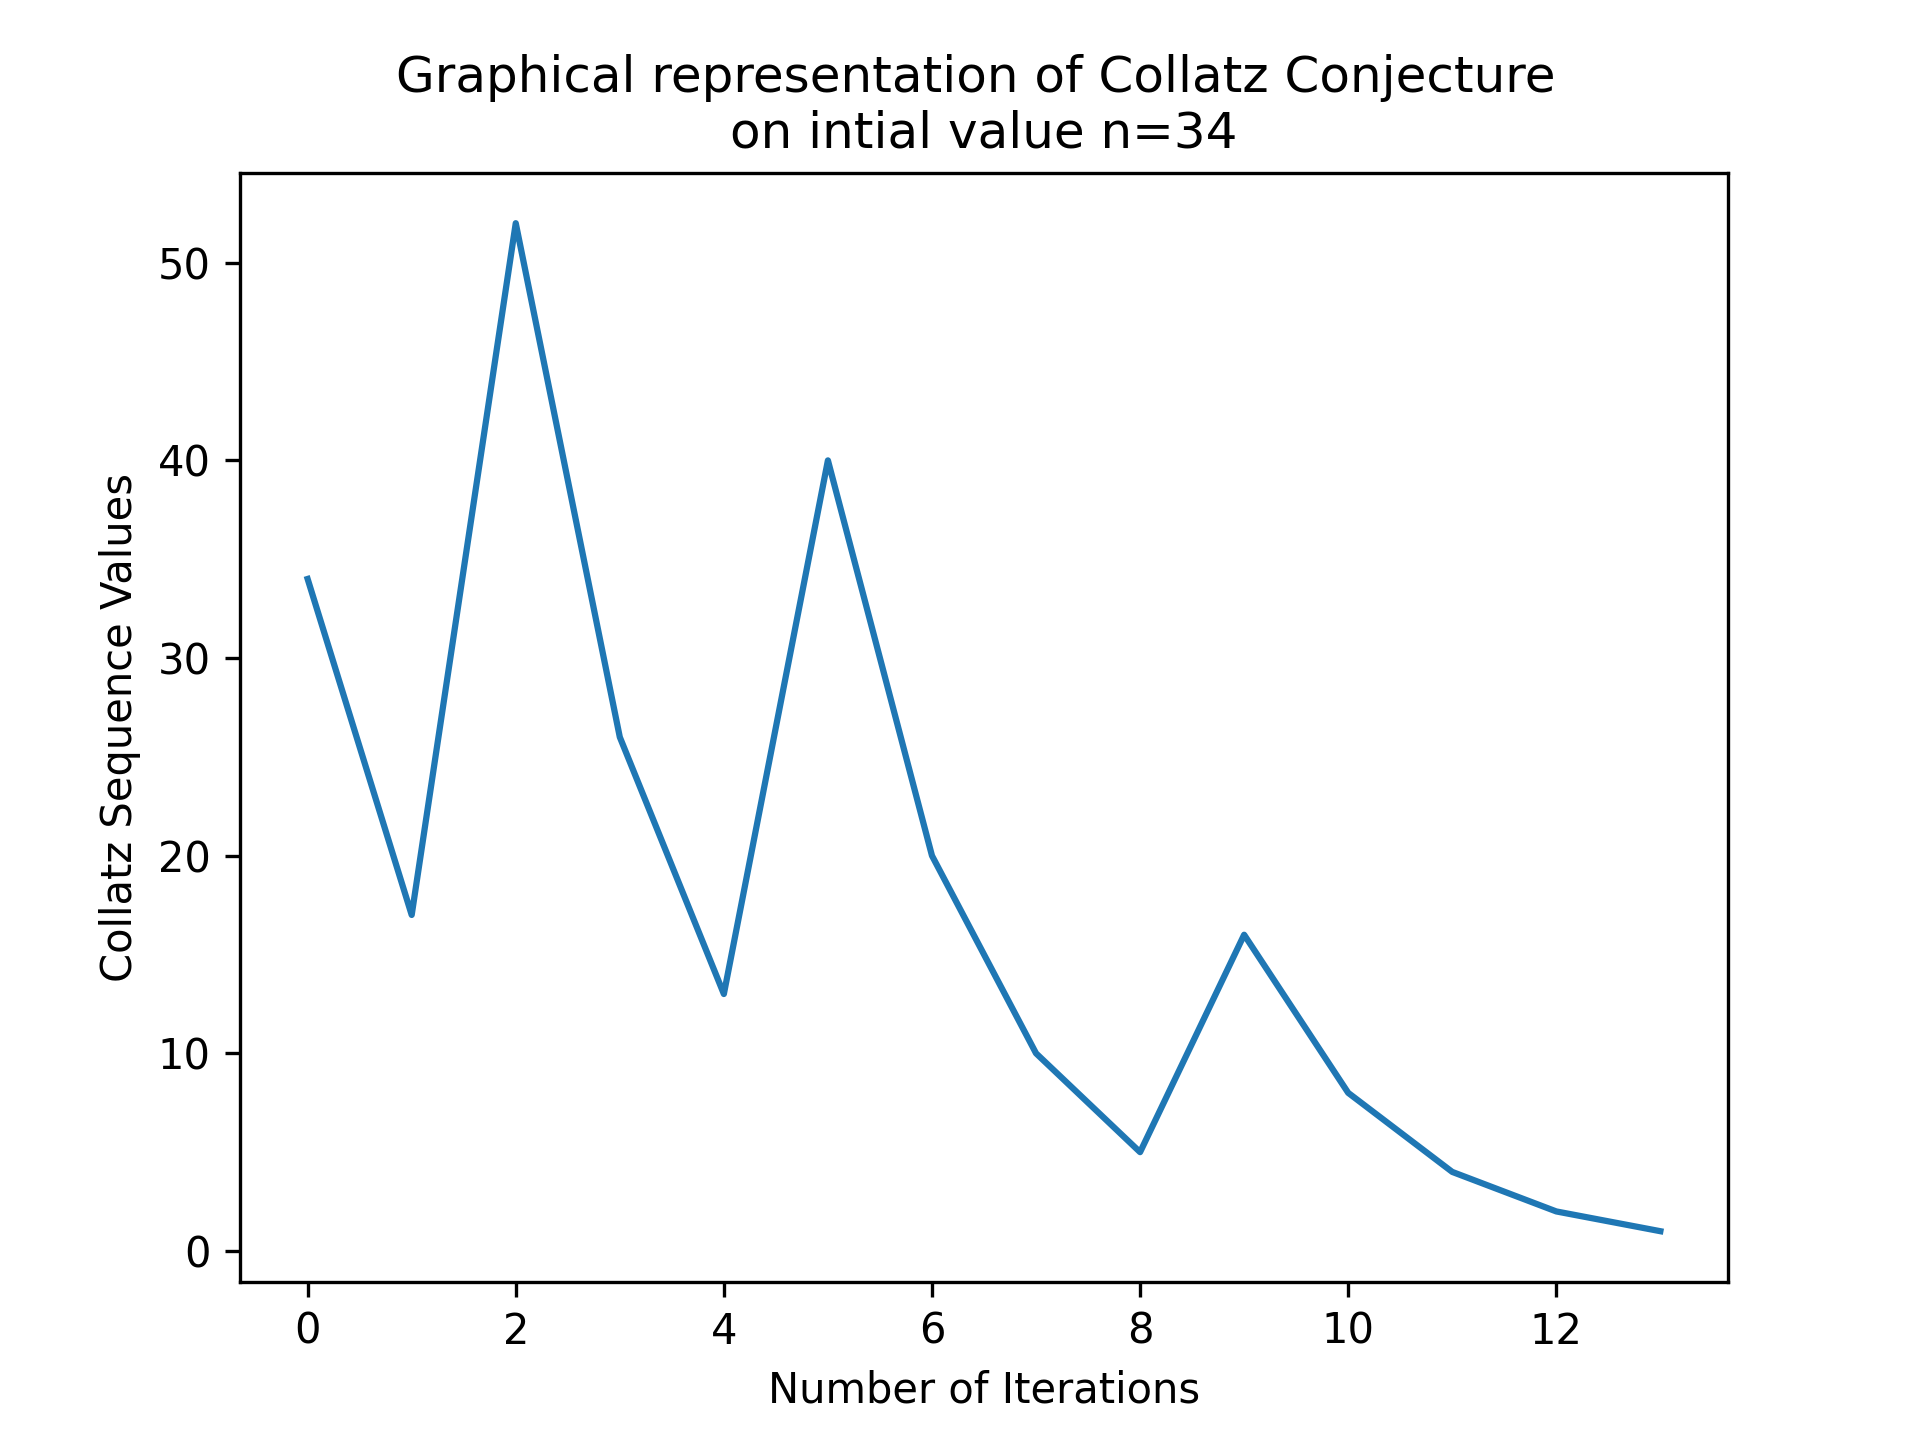 Graphical representation of Collatz Conjecture
on intial value n=34
Collatz Sequence Values
50
40
30
20
10
0
0 2 4 6 8 10 12
Number of Iterations